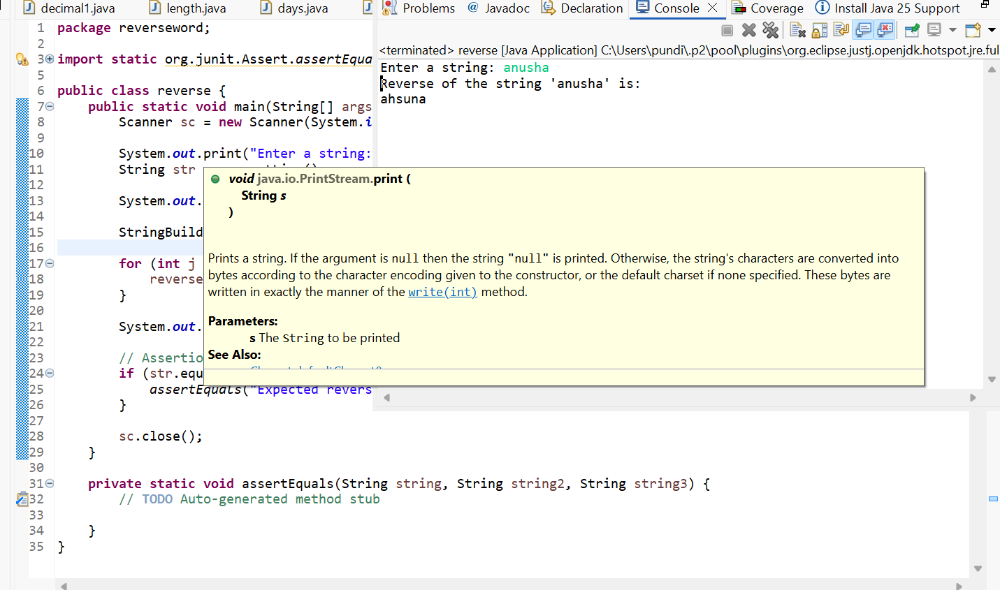 decimal1.java length.java days.java
Problems Javadoc Declaration Console Coverage Install Java 25 Support
<terminated> reverse [Java Application] C:\Users\pundi\.p2\pool\plugins\org.eclipse.justj.openjdk.hotspot.jre.ful
Enter a string: anusha
Reverse of the string 'anusha' is:
ahsuna
1 package reverseword;
2
3 import static org.junit.Assert.assertEqua
5
6 public class reverse {
7 public static void main(String[] args
8 Scanner sc = new Scanner(System.i
9
10 System.out.print("Enter a string:
11 String str
12
13 System.out.
14
15 StringBuild
16
17 for (int j
18 reverse
19 }
20
21 System.out.
22
23 // Assertio
24 if (str.equ
25 assertEquals("Expected revers
26 }
27
28 sc.close();
29 }
30
31 private static void assertEquals(String string, String string2, String string3) {
32 // TODO Auto-generated method stub
33
34 }
35 }
void java.io.PrintStream.print (
String s
)
Prints a string. If the argument is null then the string "null" is printed. Otherwise, the string's characters are converted into
bytes according to the character encoding given to the constructor, or the default charset if none specified. These bytes are
written in exactly the manner of the write(int) method.
Parameters:
s The String to be printed
See Also: